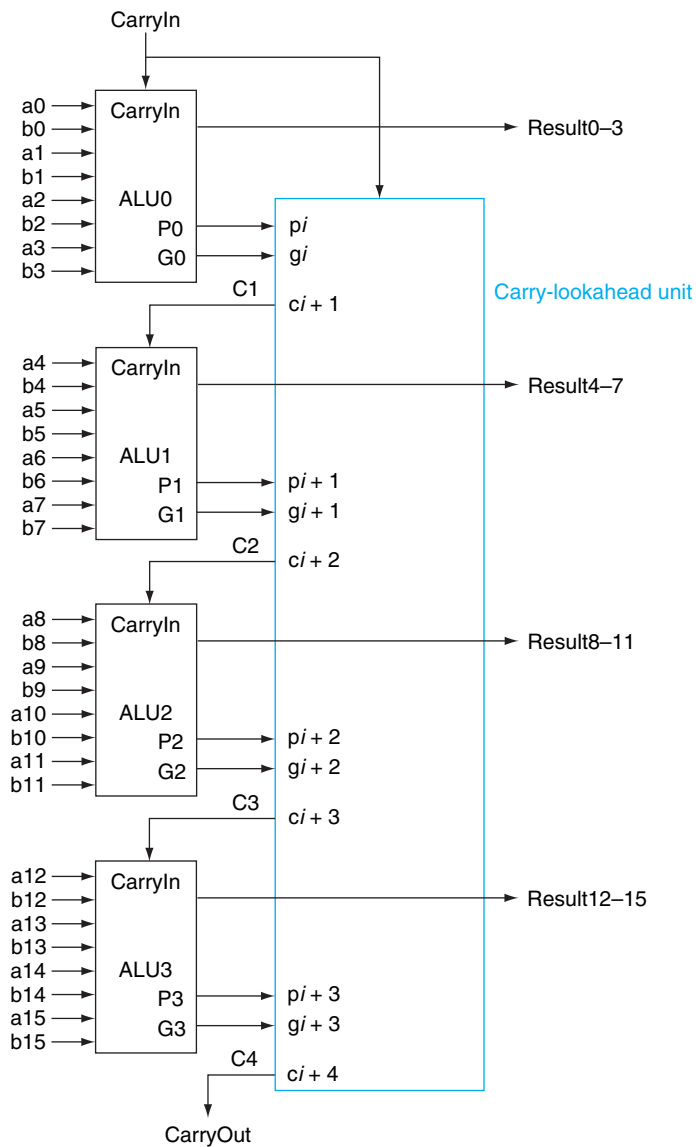 CarryIn
a0
b0
a1
b1
a2
b2
a3
b3
CarryIn
ALU0
P0
G0
Result0–3
pi
gi
C1
ci + 1
Carry-lookahead unit
a4
b4
a5
b5
a6
b6
a7
b7
CarryIn
ALU1
P1
G1
Result4–7
pi + 1
gi + 1
C2
ci + 2
a8
b8
a9
b9
a10
b10
a11
b11
CarryIn
ALU2
P2
G2
Result8–11
pi + 2
gi + 2
C3
ci + 3
a12
b12
a13
b13
a14
b14
a15
b15
CarryIn
ALU3
P3
G3
Result12–15
pi + 3
gi + 3
C4
ci + 4
CarryOut